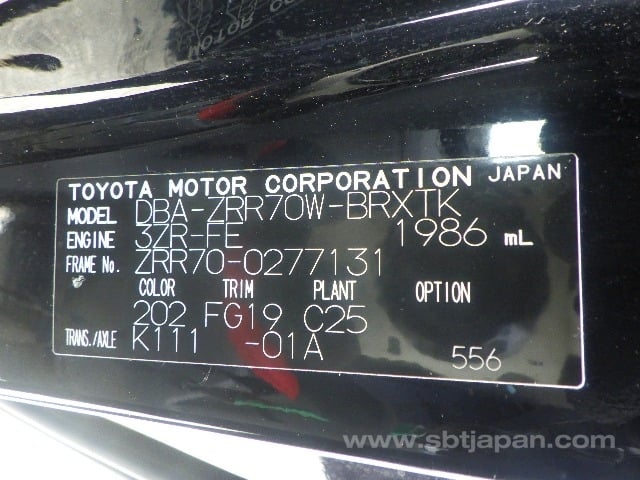 TOYOTA MOTOR CORPORATION JAPAN
MODEL DBA-ZRR70W-BRXTK
ENGINE 3ZR-FE 1986 mL
FRAME No. ZRR70-0277131
COLOR TRIM PLANT OPTION
202 FG19 C25
TRANS./AXLE K111 -01A 556
www.sbtjapan.com